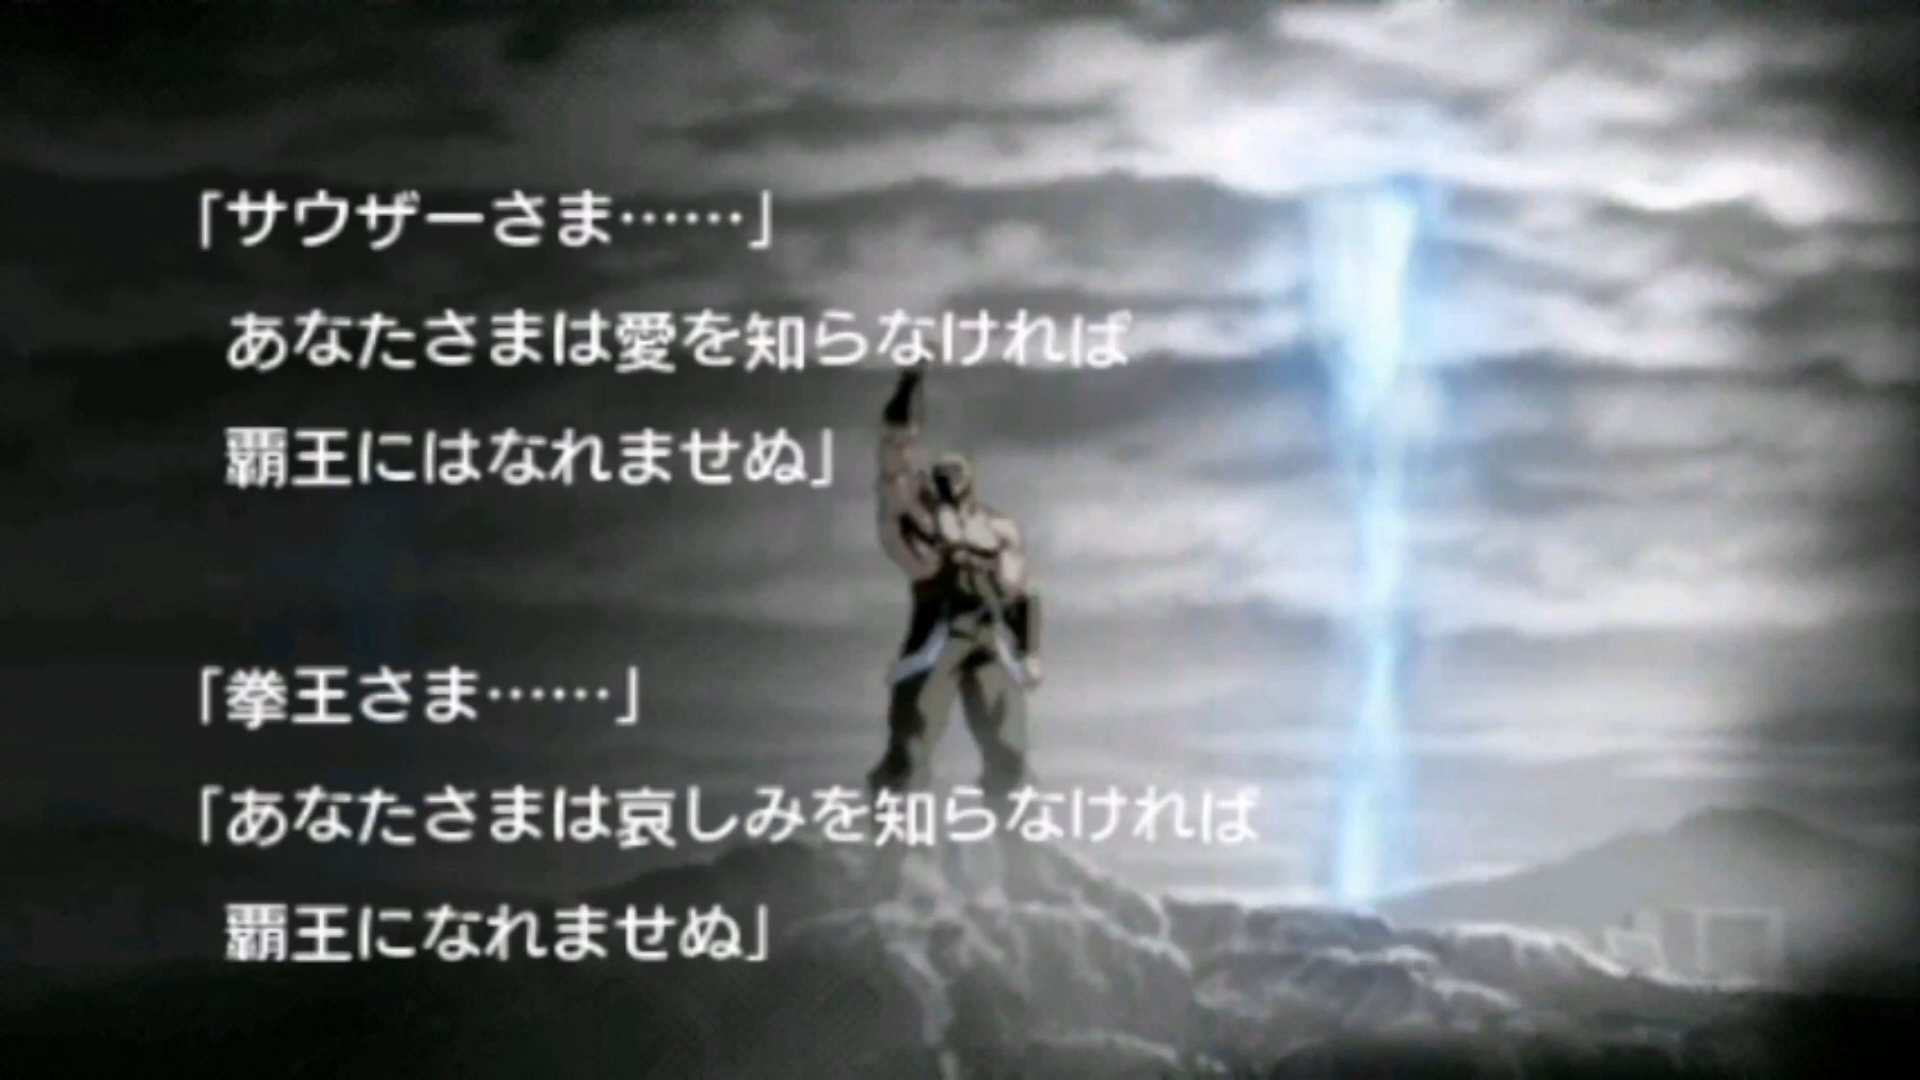 「サウザーさま……」
あなたさまは愛を知らなければ
覇王にはなれませぬ」
「拳王さま……」
「あなたさまは哀しみを知らなければ
覇王になれませぬ」